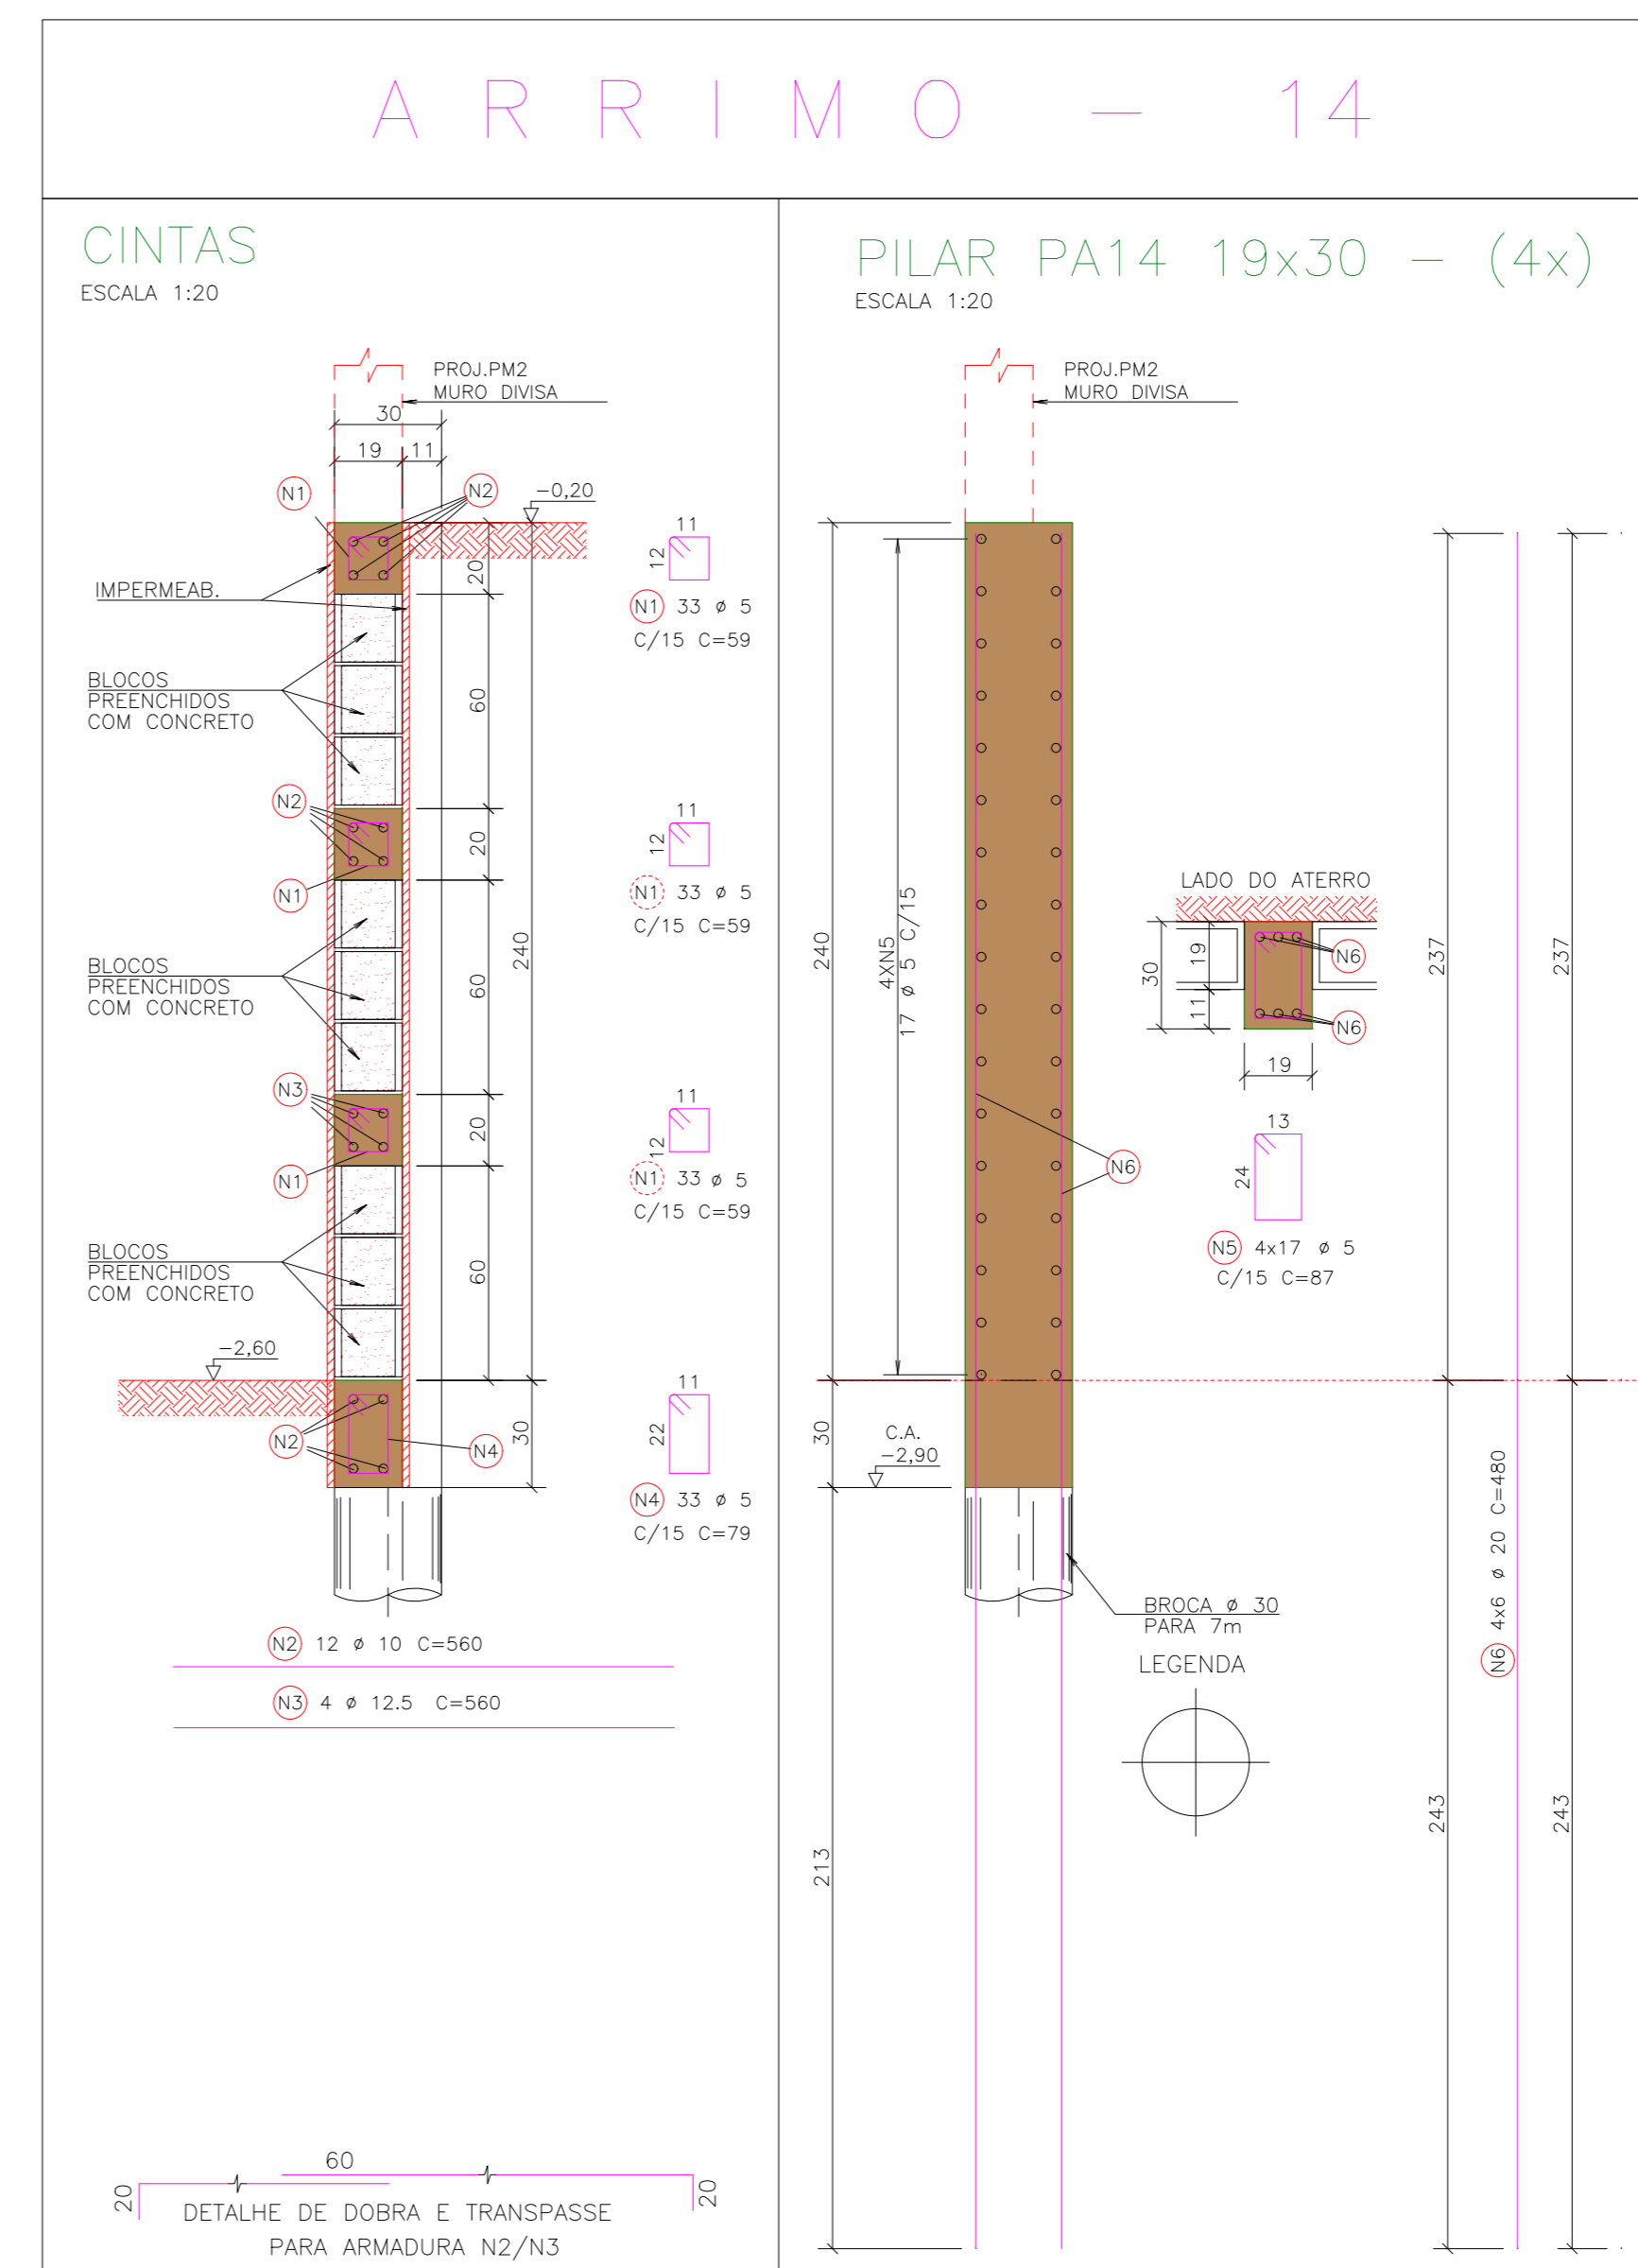 ARRIMO - 14
CINTAS
ESCALA 1:20
PROJ.PM2
MURO DIVISA
30
19
11
N1
N2
-0,20
IMPERMEAB.
20
11
12
N1 33 ø 5
C/15 C=59
BLOCOS
PREENCHIDOS
COM CONCRETO
60
N2
N1
20
11
12
N1 33 ø 5
C/15 C=59
240
BLOCOS
PREENCHIDOS
COM CONCRETO
60
N3
N1
20
11
12
N1 33 ø 5
C/15 C=59
BLOCOS
PREENCHIDOS
COM CONCRETO
60
-2,60
N2
N4
30
11
22
N4 33 ø 5
C/15 C=79
N2 12 ø 10 C=560
N3 4 ø 12.5 C=560
60
20
20
DETALHE DE DOBRA E TRANSPASSE
PARA ARMADURA N2/N3
PILAR PA14 19x30 - (4x)
ESCALA 1:20
PROJ.PM2
MURO DIVISA
240
4XN5
17 ø 5 C/15
N6
30
C.A.
-2,90
213
LADO DO ATERRO
30
19
11
N6
N6
19
13
24
N5 4x17 ø 5
C/15 C=87
BROCA ø 30
PARA 7m
LEGENDA
237
243
N6 4x6 ø 20 C=480
237
243